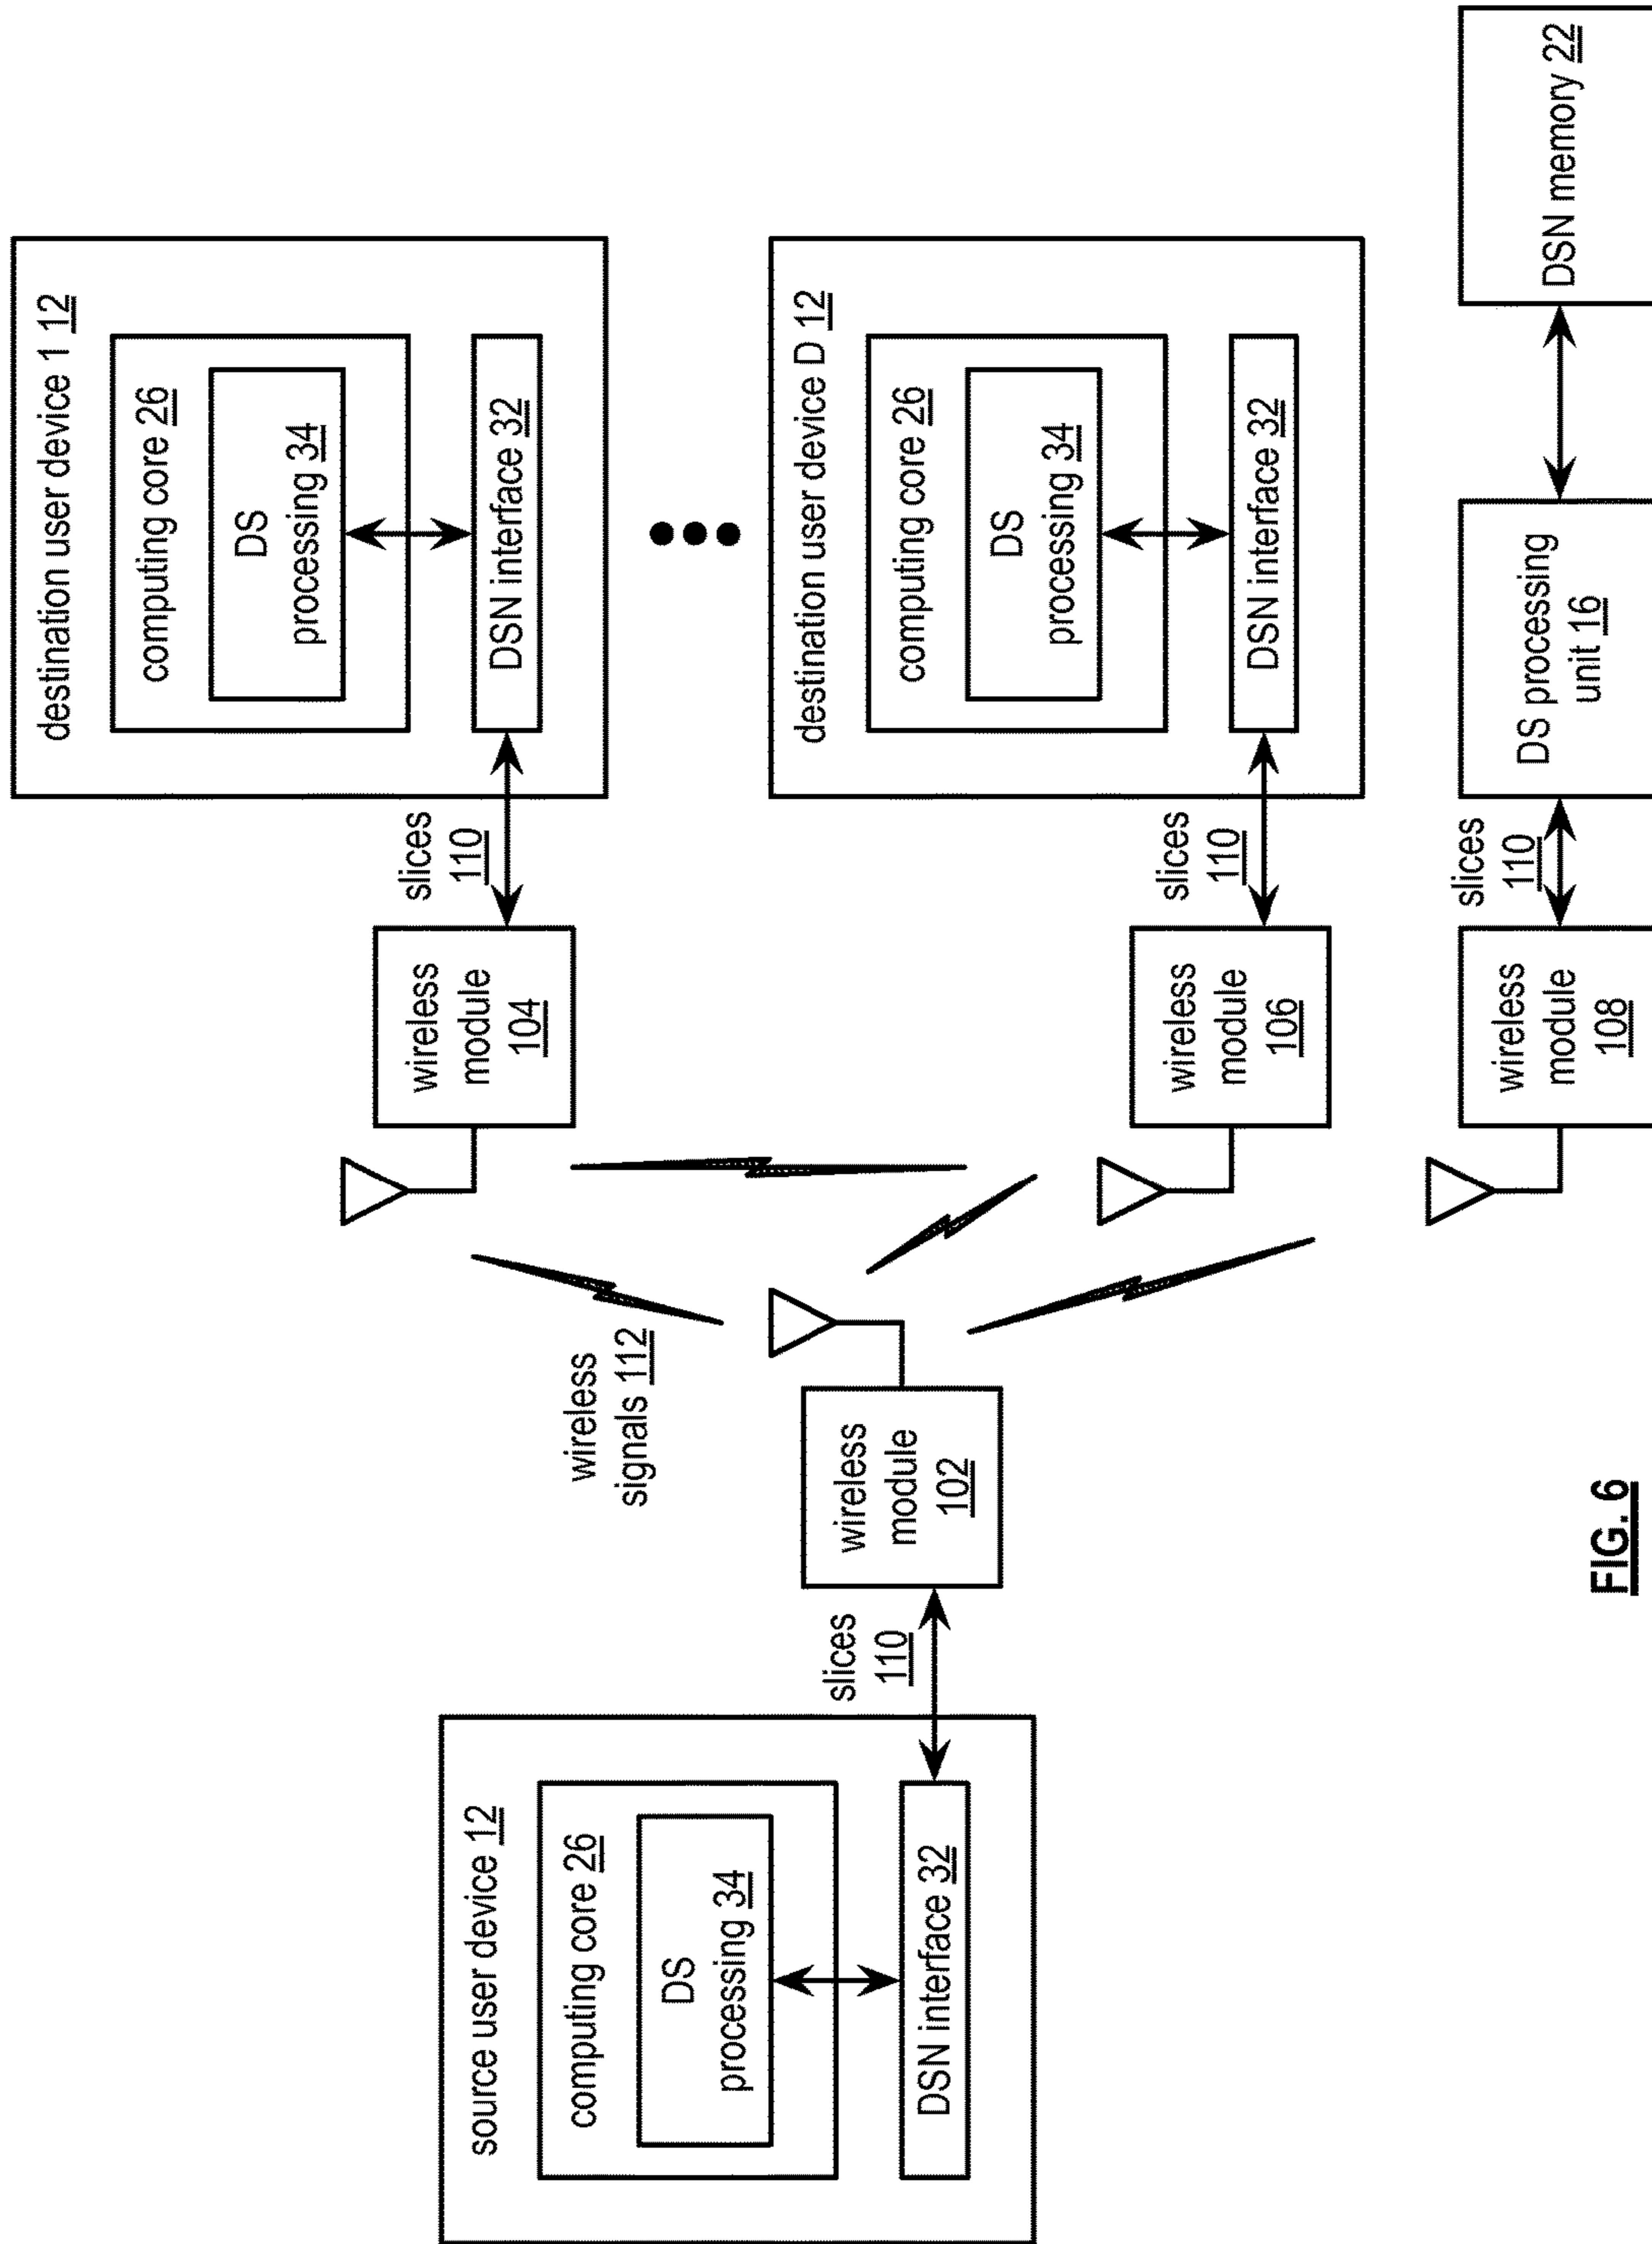 source user device 12
computing core 26
DS
processing 34
DSN interface 32
slices
110
wireless
module
102
wireless
signals 112
wireless
module
104
slices
110
destination user device 1 12
computing core 26
DS
processing 34
DSN interface 32
wireless
module
106
slices
110
destination user device D 12
computing core 26
DS
processing 34
DSN interface 32
wireless
module
108
slices
110
DS processing
unit 16
DSN memory 22
FIG. 6